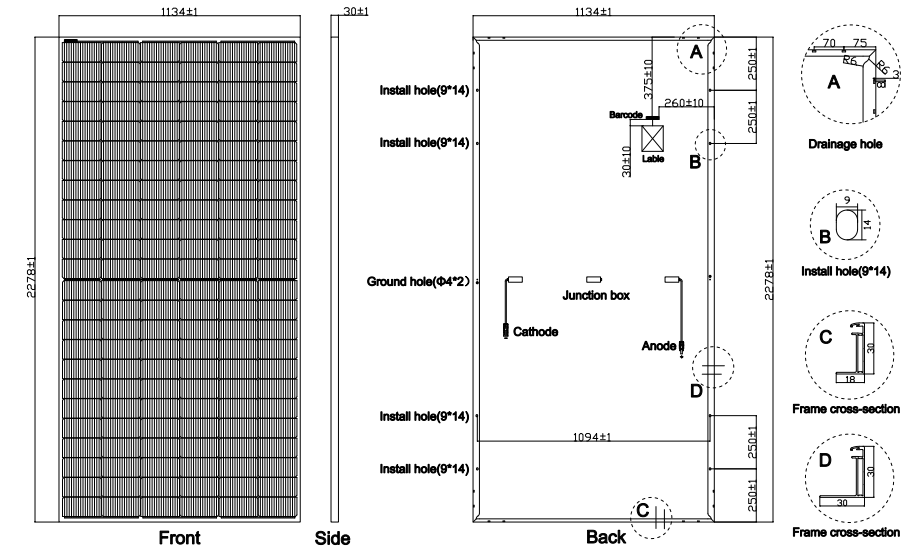 1134±1
30±1
1134±1
2278±1
Front
Side
Install hole(9*14)
Install hole(9*14)
Ground hole(Φ4*2)
Install hole(9*14)
Install hole(9*14)
A
375±10
260±10
Barcode
Lable
30±10
B
250±1
250±1
Junction box
Cathode
Anode
2278±1
D
1094±1
250±1
250±1
C
Back
70
75
R6
R6
3
8
A
Drainage hole
9
14
B
Install hole(9*14)
C
30
18
Frame cross-section
D
30
30
Frame cross-section